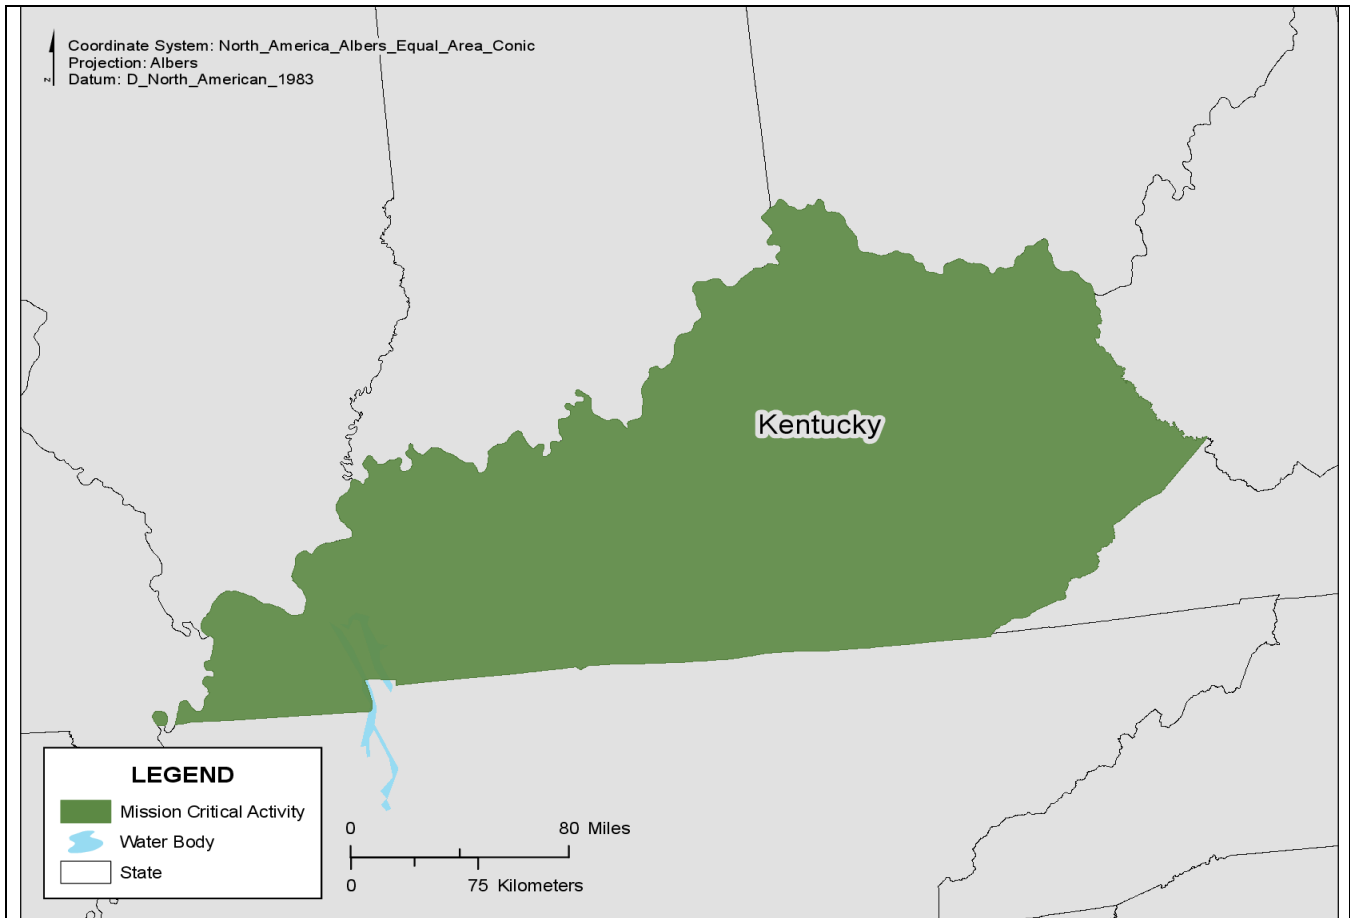 Coordinate System: North_America_Albers_Equal_Area_Conic
Projection: Albers
Datum: D_North_American_1983
z
Kentucky
LEGEND
Mission Critical Activity
Water Body
State
0 80 Miles
0 75 Kilometers